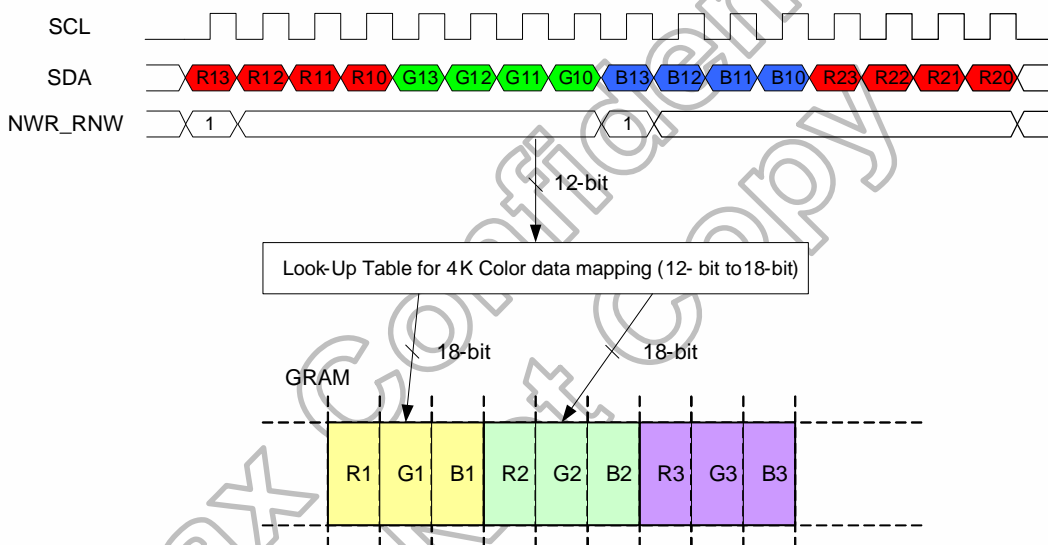 SCL
SDA R13 R12 R11 R10 G13 G12 G11 G10 B13 B12 B11 B10 R23 R22 R21 R20
NWR_RNW 1 1
12-bit
Look-Up Table for 4K Color data mapping (12- bit to18-bit)
18-bit 18-bit
GRAM
R1 G1 B1 R2 G2 B2 R3 G3 B3
Confiden
Copy